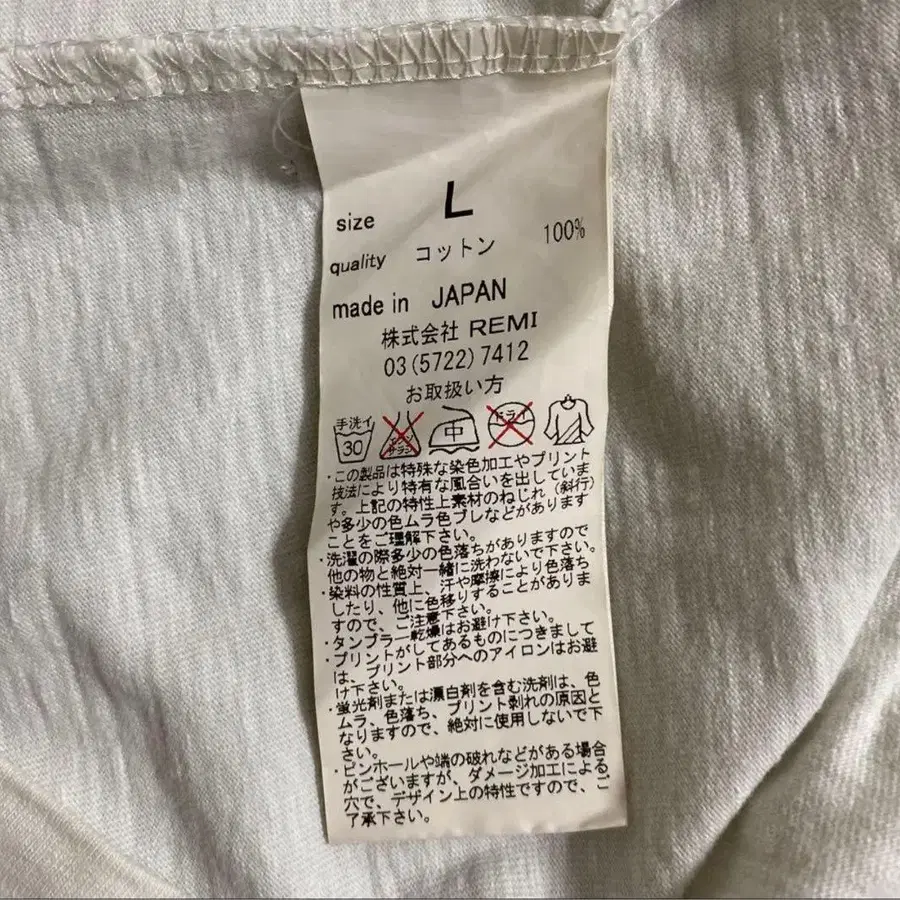 size L
quality コットン 100%
made in JAPAN
株式会社 REMI
03(5722)7412
お取扱い方
手洗イ 30 エンソサラシ 中 ドライ
・この製品は特殊な染色加工やプリント
技法により特有な風合いを出していま
す。上記の特性上素材のねじれ(斜行)
や多少の色ムラ色ブレなどがあります
ことをご理解下さい。
・洗濯の際多少の色落ちがありますので
他の物と絶対一緒に洗わないで下さい。
・染料の性質上、汗や摩擦により色落ち
したり、他に色移りすることがありま
すので、ご注意下さい。
・タンブラー乾燥はお避け下さい。
・プリントがしてあるものにつきまして
は、プリント部分へのアイロンはお避
け下さい。
・蛍光剤または漂白剤を含む洗剤は、色
ムラ、色落ち、プリント剥れの原因と
なりますので、絶対に使用しないで下
さい。
・ピンホールや端の破れなどがある場合
がございますが、ダメージ加工による
穴で、デザイン上の特性ですので、ご
了承下さい。